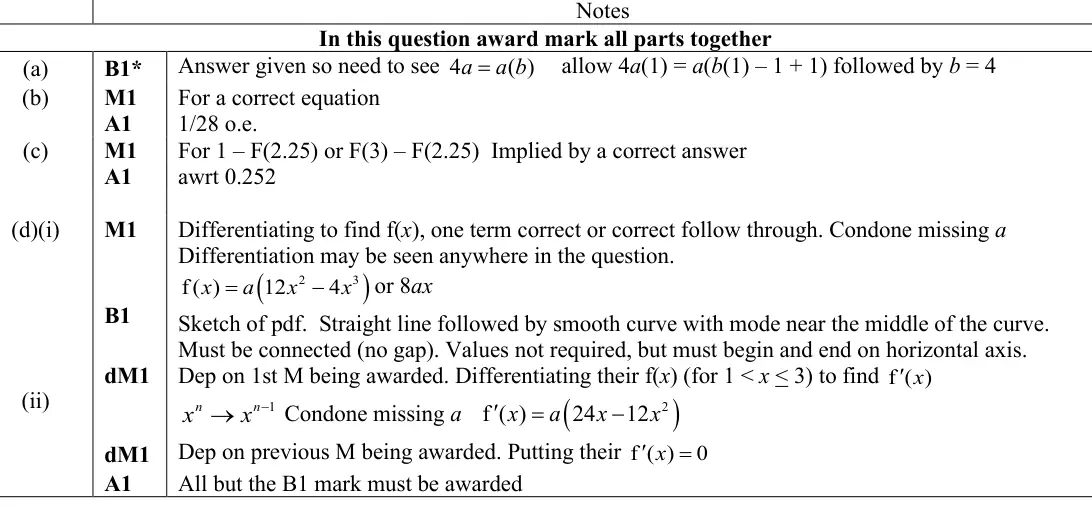 Notes
In this question award mark all parts together
(a) B1* Answer given so need to see 4a = a(b) allow 4a(1) = a(b(1) – 1 + 1) followed by b = 4
(b) M1 For a correct equation
A1 1/28 o.e.
(c) M1 For 1 – F(2.25) or F(3) – F(2.25) Implied by a correct answer
A1 awrt 0.252
(d)(i) M1 Differentiating to find f(x), one term correct or correct follow through. Condone missing a
Differentiation may be seen anywhere in the question.
f(x) = a(12x² − 4x³) or 8ax
B1 Sketch of pdf. Straight line followed by smooth curve with mode near the middle of the curve.
Must be connected (no gap). Values not required, but must begin and end on horizontal axis.
dM1 Dep on 1st M being awarded. Differentiating their f(x) (for 1 < x ≤ 3) to find f′(x)
(ii) xⁿ → xⁿ⁻¹ Condone missing a f′(x) = a(24x − 12x²)
dM1 Dep on previous M being awarded. Putting their f′(x) = 0
A1 All but the B1 mark must be awarded